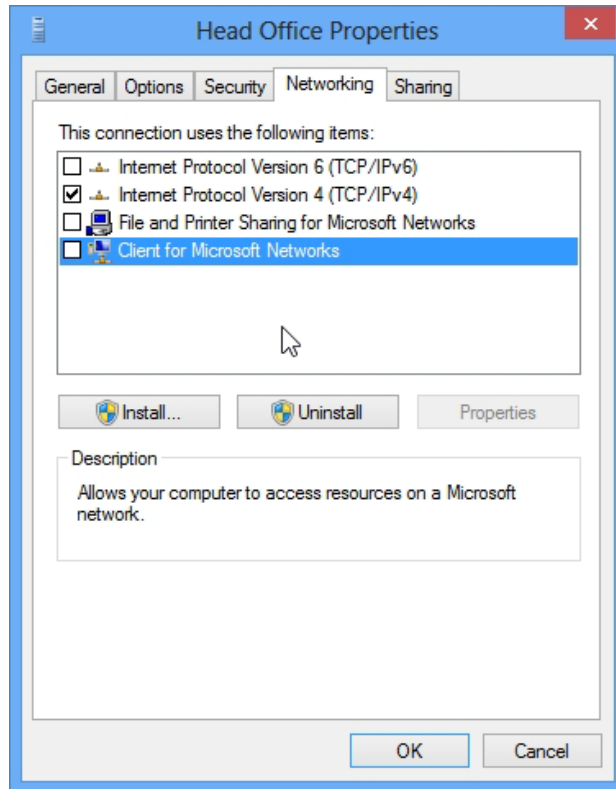 Head Office Properties
General Options Security Networking Sharing
This connection uses the following items:
Internet Protocol Version 6 (TCP/IPv6)
Internet Protocol Version 4 (TCP/IPv4)
File and Printer Sharing for Microsoft Networks
Client for Microsoft Networks
Install... Uninstall Properties
Description
Allows your computer to access resources on a Microsoft
network.
OK Cancel